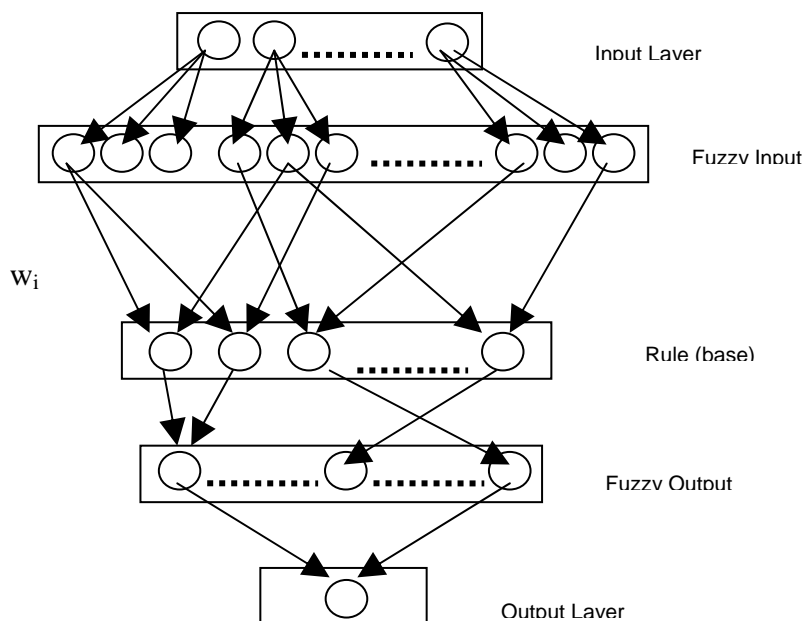 Input Layer
Fuzzy Input
wi
Rule (base)
Fuzzy Output
Output Layer